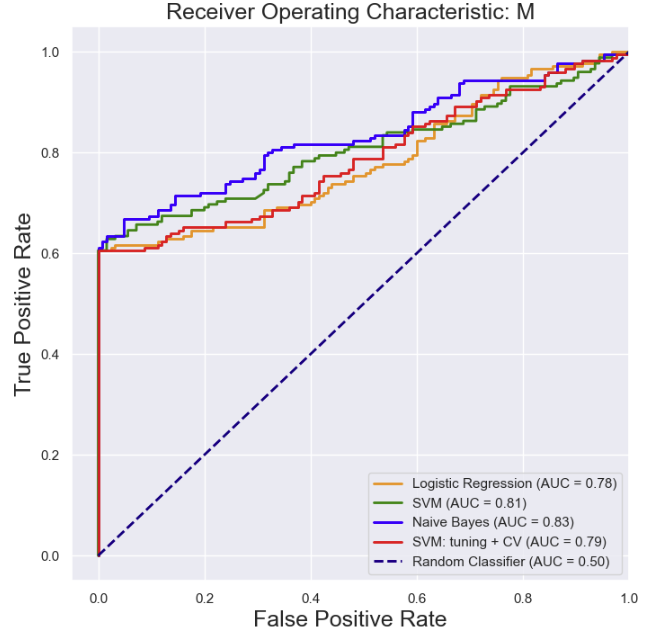 Receiver Operating Characteristic: M
True Positive Rate
1.0
0.8
0.6
0.4
0.2
0.0
Logistic Regression (AUC = 0.78)
SVM (AUC = 0.81)
Naive Bayes (AUC = 0.83)
SVM: tuning + CV (AUC = 0.79)
Random Classifier (AUC = 0.50)
0.0 0.2 0.4 0.6 0.8 1.0
False Positive Rate